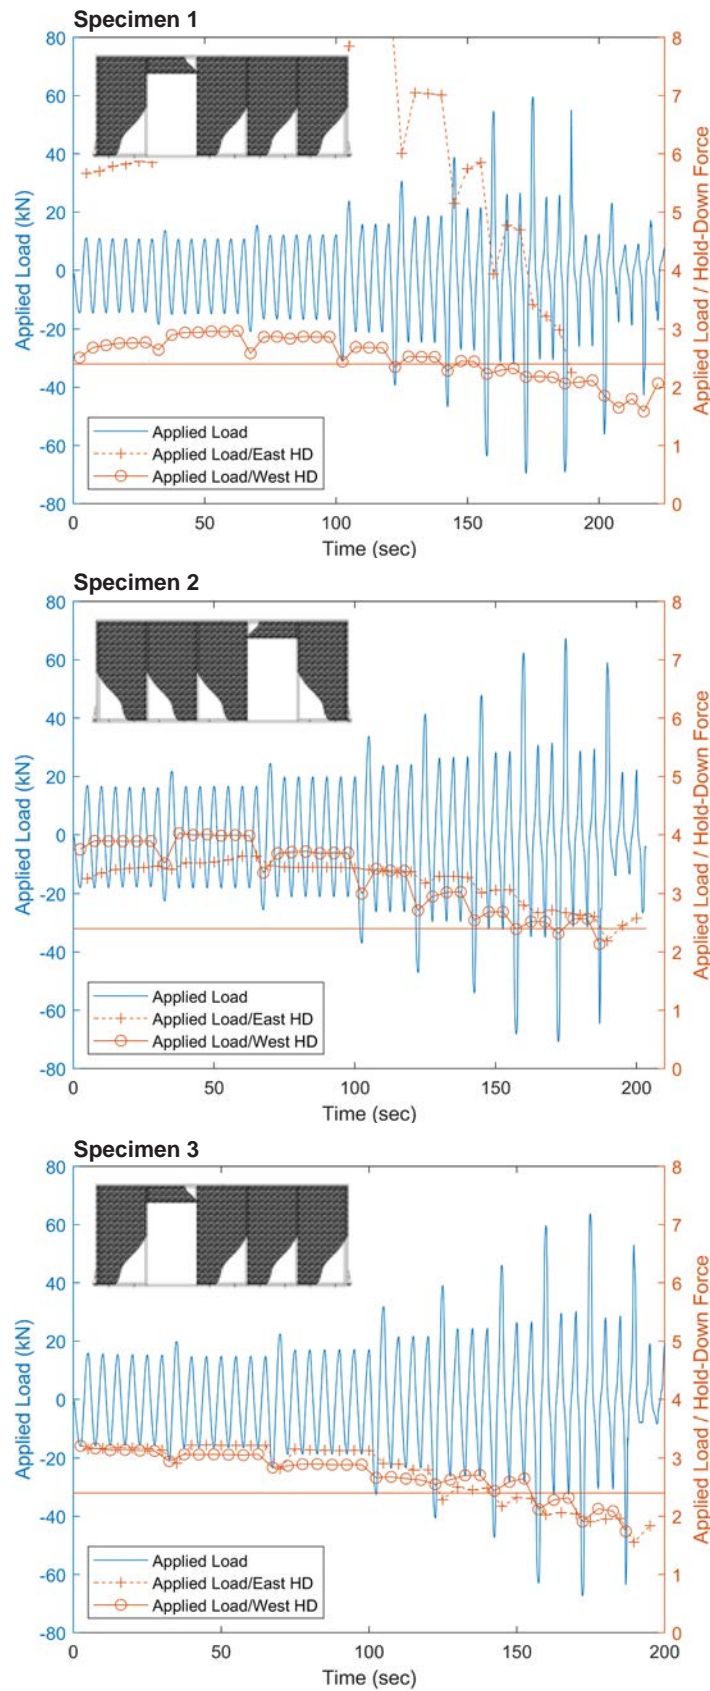 Specimen 1
80
60
40
20
0
-20
-40
-60
-80
Applied Load (kN)
8
7
6
5
4
3
2
1
0
Applied Load / Hold-Down Force
Applied Load
Applied Load/East HD
Applied Load/West HD
0 50 100 150 200
Time (sec)
Specimen 2
80
60
40
20
0
-20
-40
-60
-80
Applied Load (kN)
8
7
6
5
4
3
2
1
0
Applied Load / Hold-Down Force
Applied Load
Applied Load/East HD
Applied Load/West HD
0 50 100 150 200
Time (sec)
Specimen 3
80
60
40
20
0
-20
-40
-60
-80
Applied Load (kN)
8
7
6
5
4
3
2
1
0
Applied Load / Hold-Down Force
Applied Load
Applied Load/East HD
Applied Load/West HD
0 50 100 150 200
Time (sec)